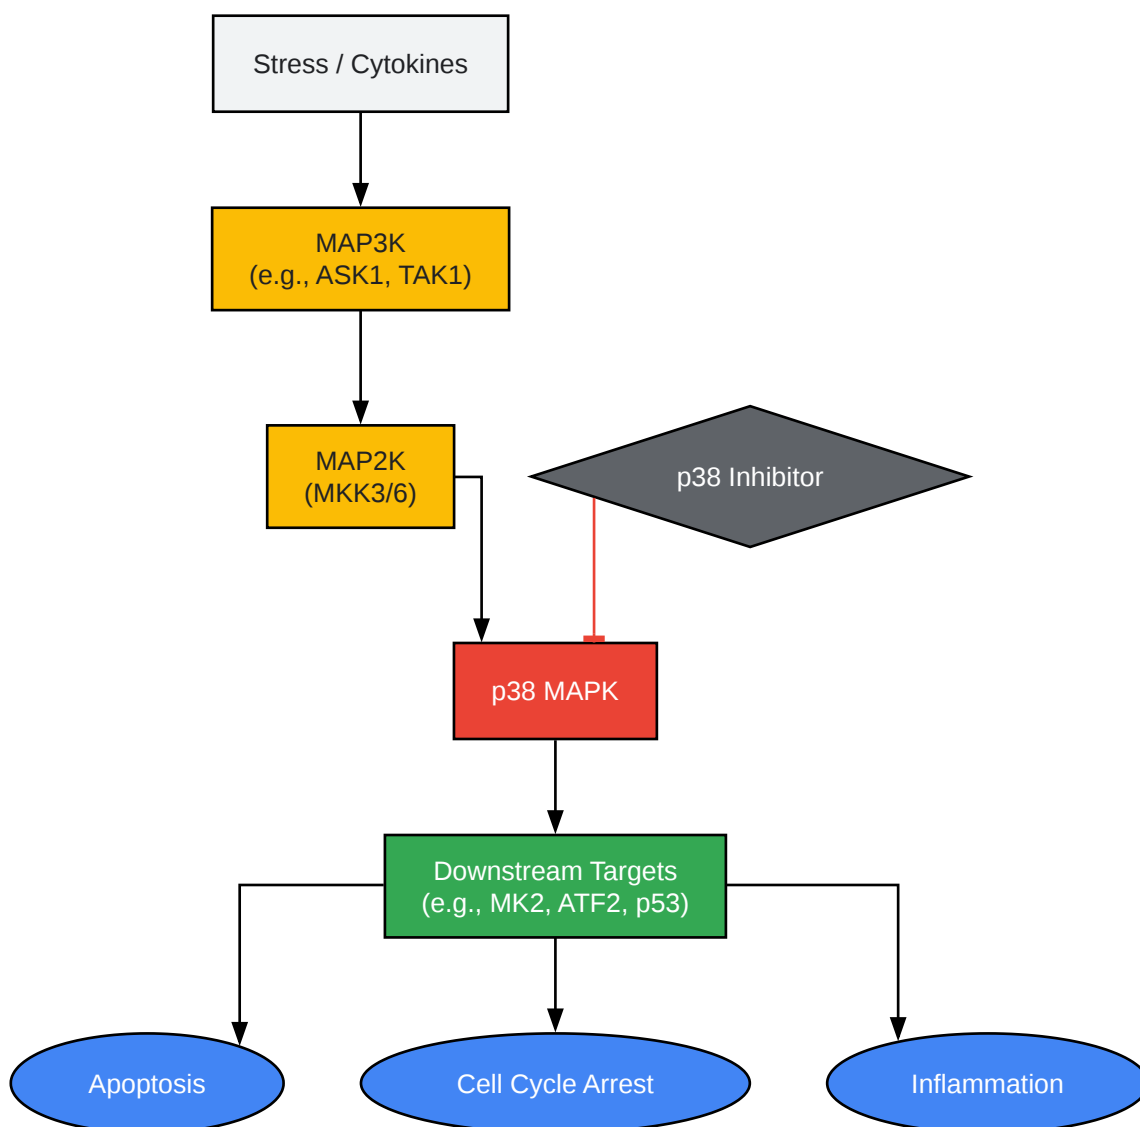 Stress / Cytokines
MAP3K
(e.g., ASK1, TAK1)
MAP2K
(MKK3/6)
p38 Inhibitor
p38 MAPK
Downstream Targets
(e.g., MK2, ATF2, p53)
Apoptosis
Cell Cycle Arrest
Inflammation